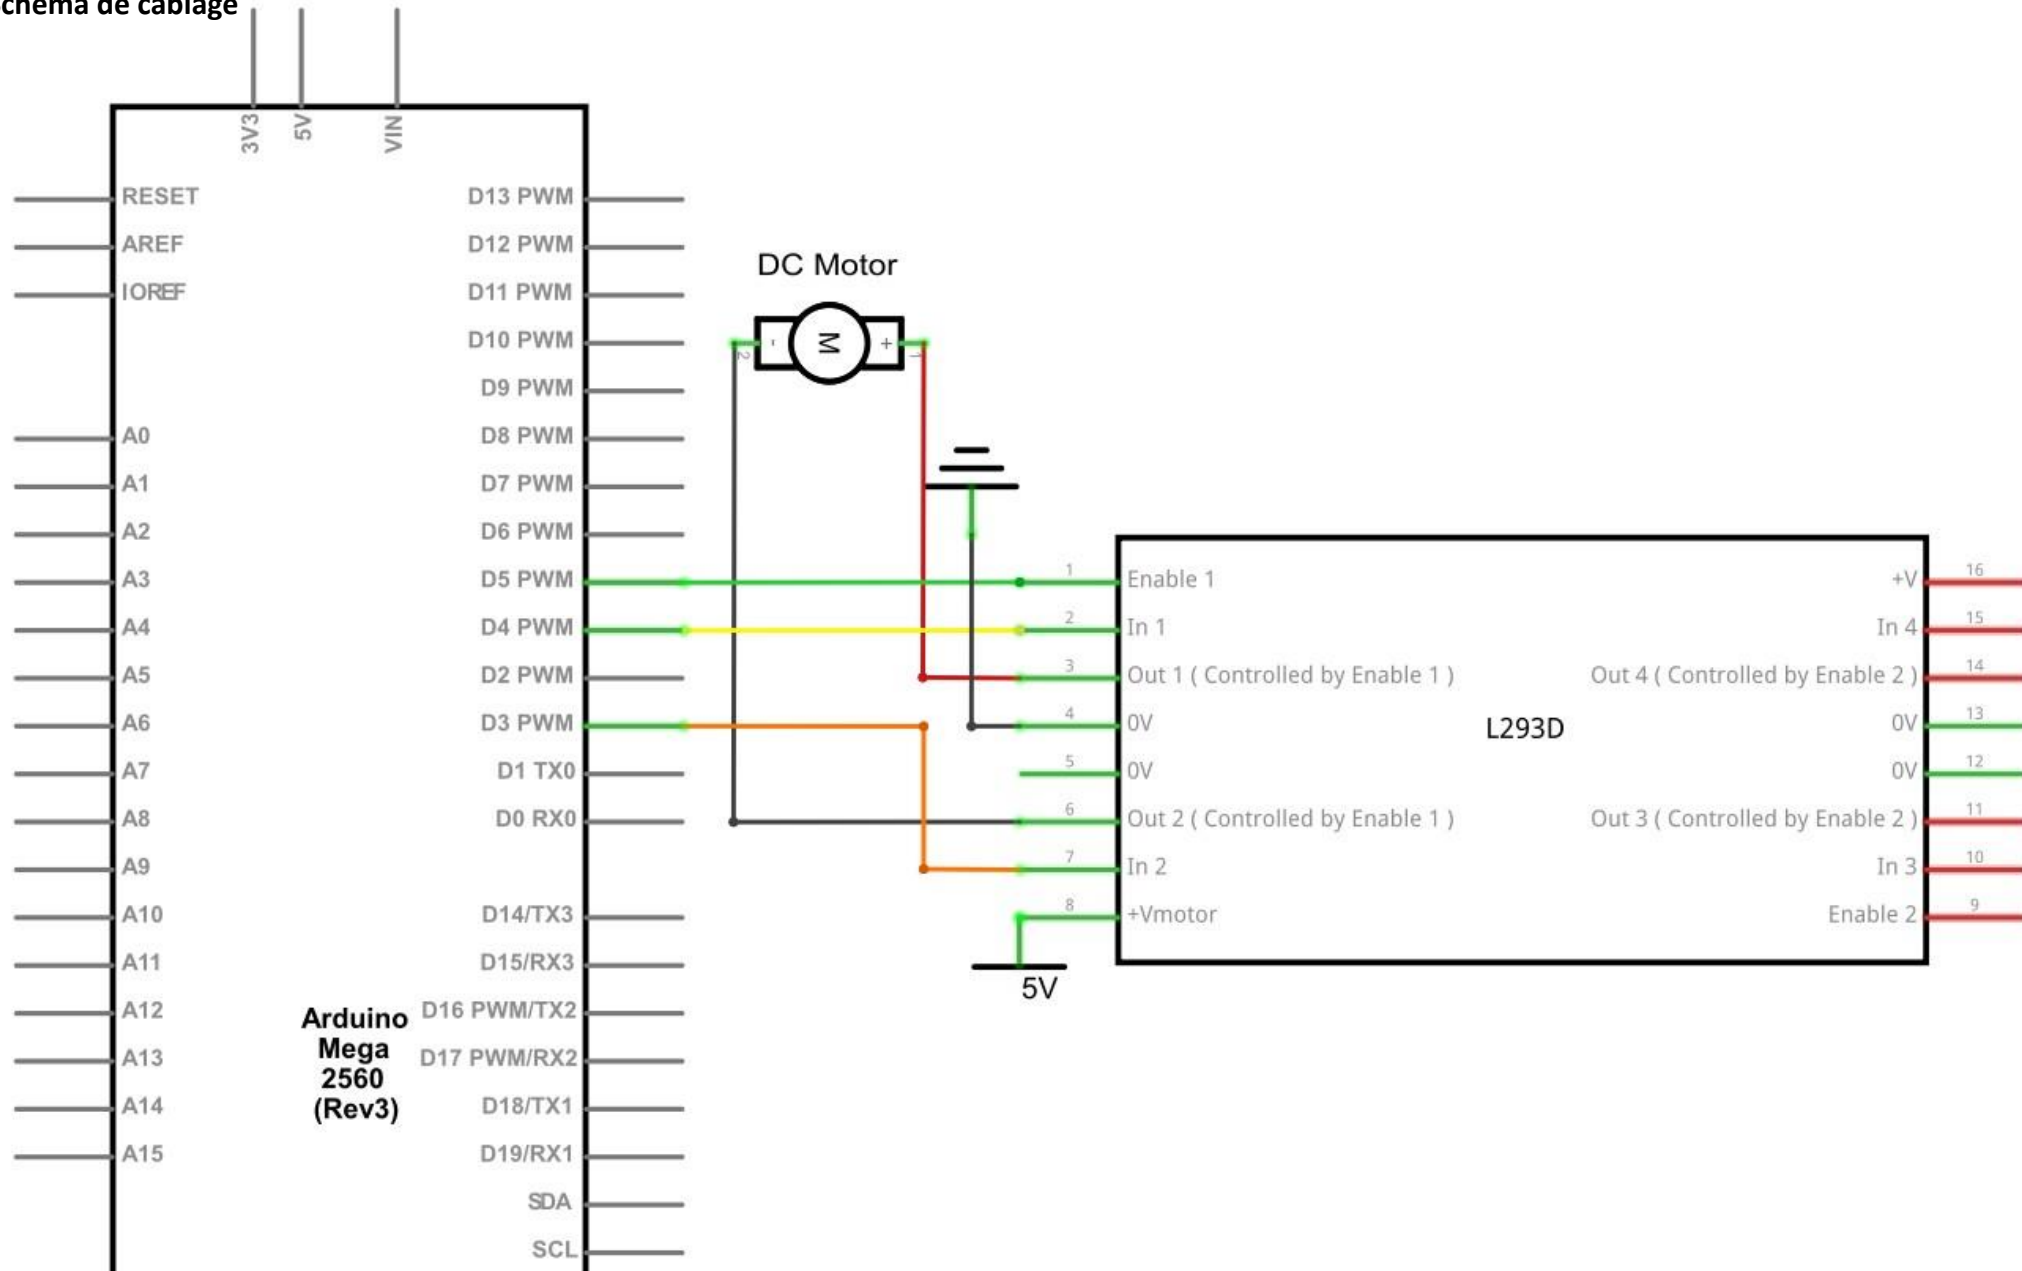 chéma de câblage
3V3
5V
VIN
RESET
AREF
IOREF
A0
A1
A2
A3
A4
A5
A6
A7
A8
A9
A10
A11
A12
A13
A14
A15
D13 PWM
D12 PWM
D11 PWM
D10 PWM
D9 PWM
D8 PWM
D7 PWM
D6 PWM
D5 PWM
D4 PWM
D2 PWM
D3 PWM
D1 TX0
D0 RX0
D14/TX3
D15/RX3
D16 PWM/TX2
D17 PWM/RX2
D18/TX1
D19/RX1
SDA
SCL
Arduino
Mega
2560
(Rev3)
DC Motor
2
-
M
+
1
1
Enable 1
2
In 1
3
Out 1 ( Controlled by Enable 1 )
4
0V
5
0V
6
Out 2 ( Controlled by Enable 1 )
7
In 2
8
+Vmotor
5V
L293D
+V
16
In 4
15
Out 4 ( Controlled by Enable 2 )
14
0V
13
0V
12
Out 3 ( Controlled by Enable 2 )
11
In 3
10
Enable 2
9